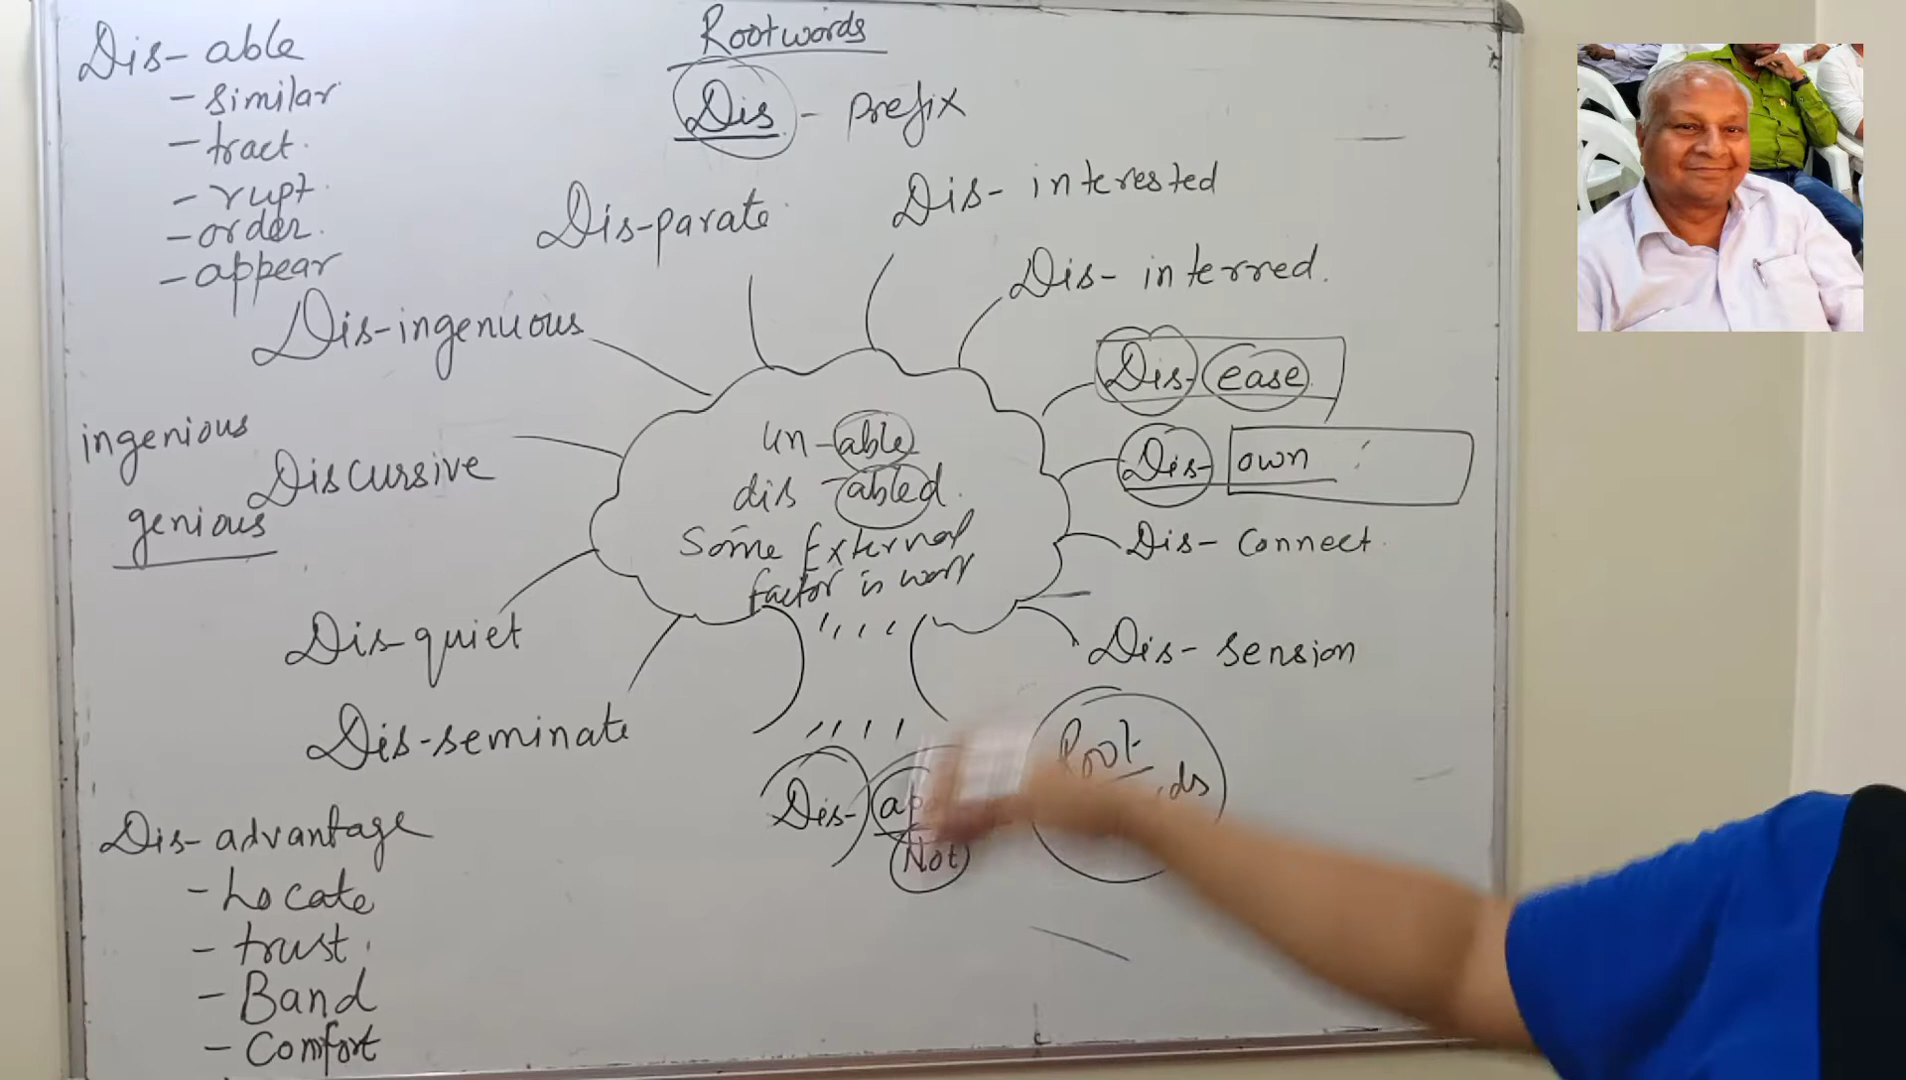 Rootwords
Dis - prefix
Dis- able
- similar
- tract.
- rupt.
- order.
- appear
Dis-parate
Dis- interested
Dis- interred.
Dis-ingenuous
Dis- ease
ingenious
genious
Discursive
Dis- own
Dis- connect.
Dis- sension
un-able
dis -abled.
Some External
factor is
Dis-quiet
Dis-seminate
Dis-
Not
Root
Dis- advantage
- Locate
- trust.
- Band
- Comfort